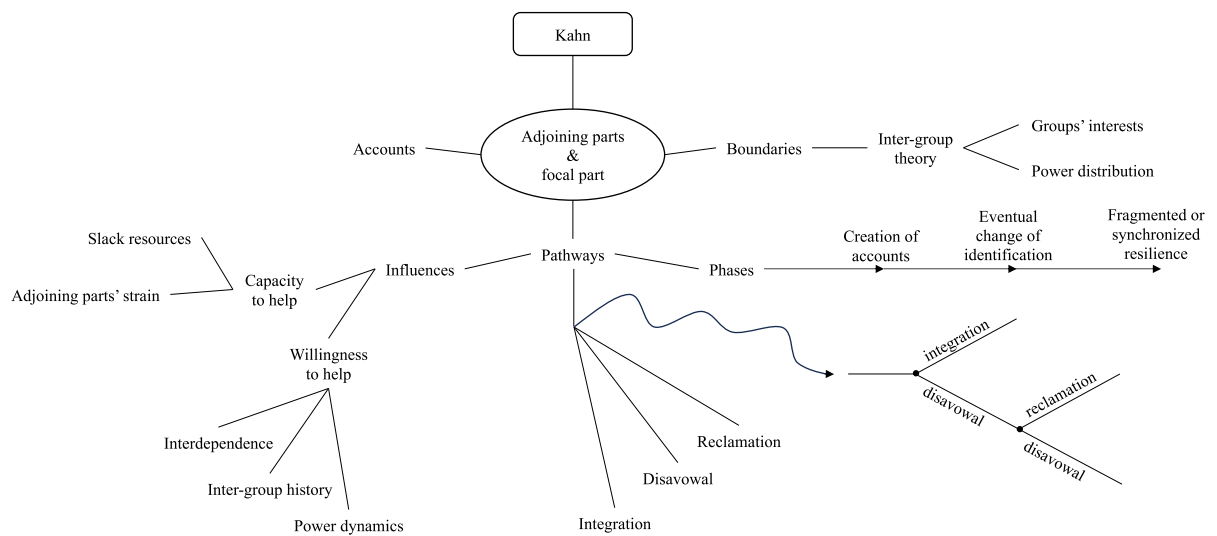 Kahn
Adjoining parts
&
focal part
Accounts
Boundaries
Inter-group
theory
Groups’ interests
Power distribution
Slack resources
Adjoining parts’ strain
Capacity
to help
Influences
Pathways
Phases
Creation of
accounts
Eventual
change of
identification
Fragmented or
synchronized
resilience
Willingness
to help
Interdependence
Inter-group history
Power dynamics
Reclamation
Disavowal
Integration
integration
disavowal
reclamation
disavowal